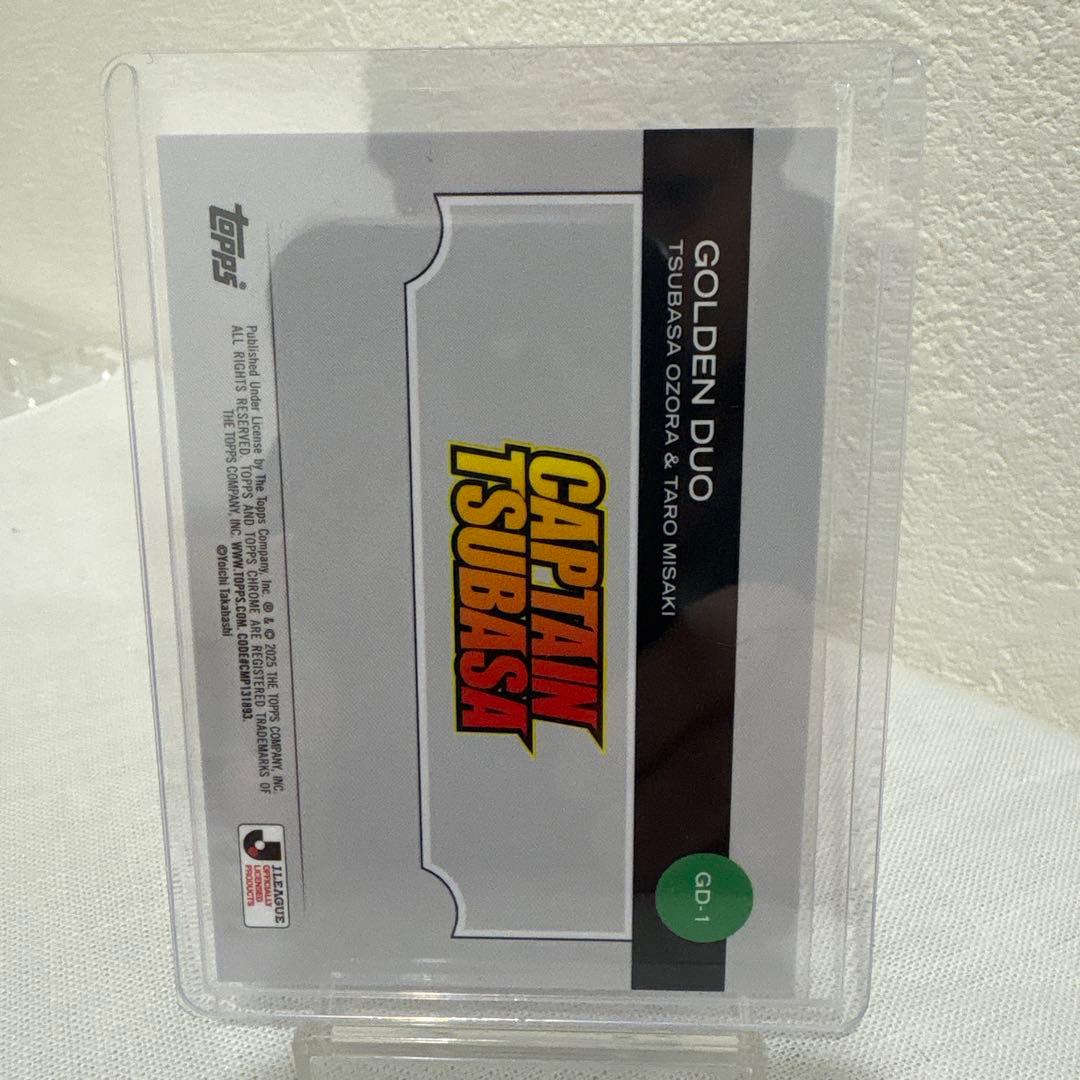 GOLDEN DUO
TSUBASA OZORA & TARO MISAKI
GD-1
CAPTAIN
TSUBASA
topps
Published Under License by The Topps Company, Inc. ® & © 2025 THE TOPPS COMPANY, INC.
ALL RIGHTS RESERVED. TOPPS AND TOPPS CHROME ARE REGISTERED TRADEMARKS OF
THE TOPPS COMPANY, INC. WWW.TOPPS.COM. CODE#CMP131893.
©Yoichi Takahashi
J.LEAGUE
OFFICIALLY
LICENSED
PRODUCTS